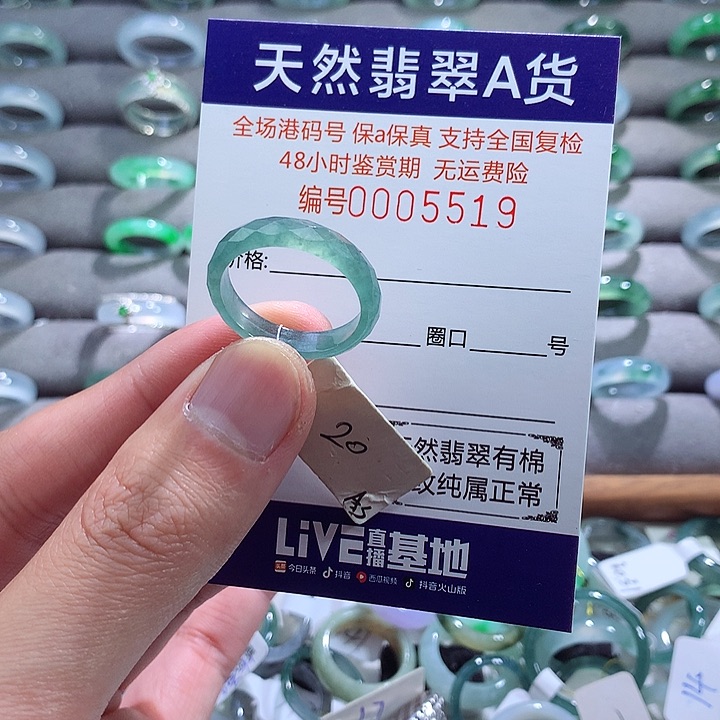 天然翡翠A货
全场港码号 保a保真 支持全国复检
48小时鉴赏期 无运费险
编号0005519
价格:
圈口 号
20
然翡翠有棉
纹纯属正常
LiVE直播基地
头条 今日头条 抖音 西瓜视频 抖音火山版
14